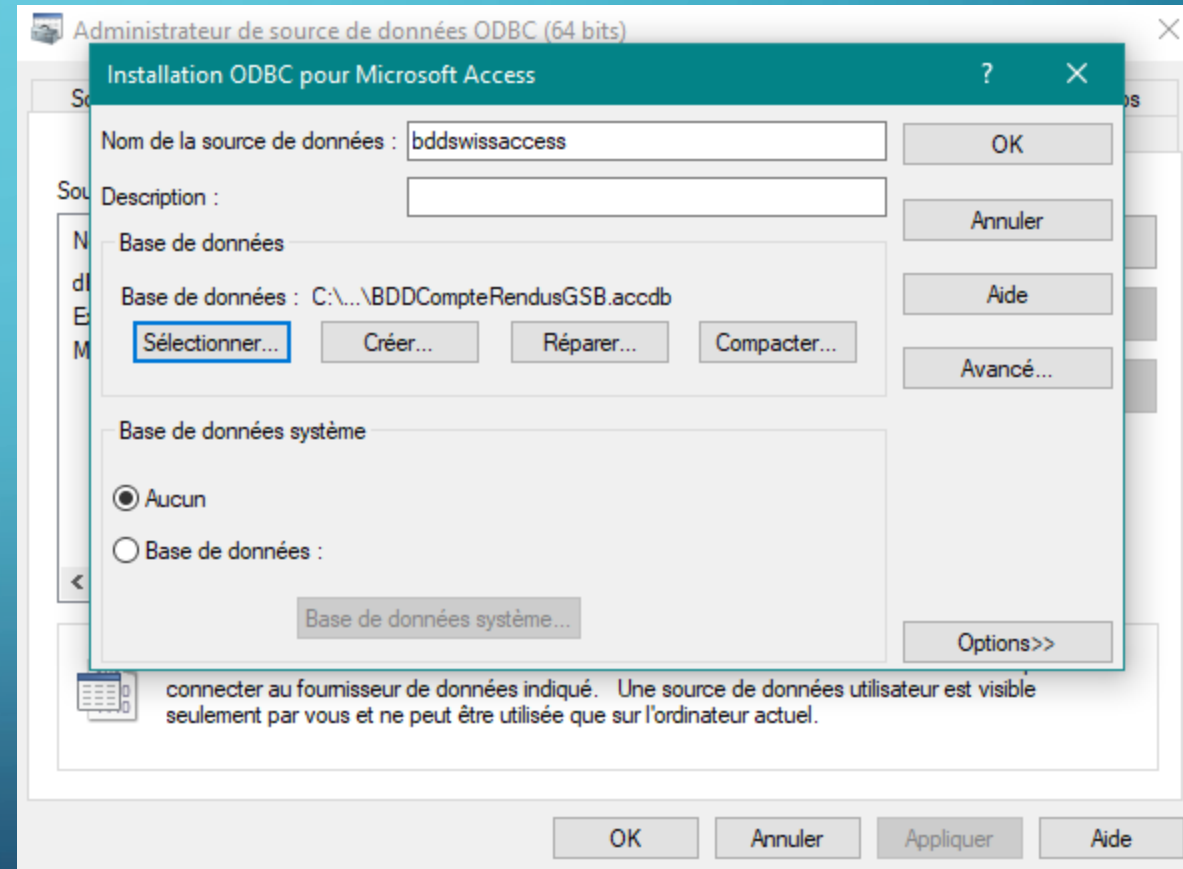 Administrateur de source de données ODBC (64 bits)
Installation ODBC pour Microsoft Access
?
Nom de la source de données : bddswissaccess
OK
Description :
Annuler
Base de données
Base de données : C:\...\BDDCompteRendusGSB.accdb
Aide
Sélectionner... Créer... Réparer... Compacter...
Avancé...
Base de données système
Aucun
Base de données :
Base de données système...
Options>>
connecter au fournisseur de données indiqué. Une source de données utilisateur est visible
seulement par vous et ne peut être utilisée que sur l'ordinateur actuel.
OK Annuler Appliquer Aide